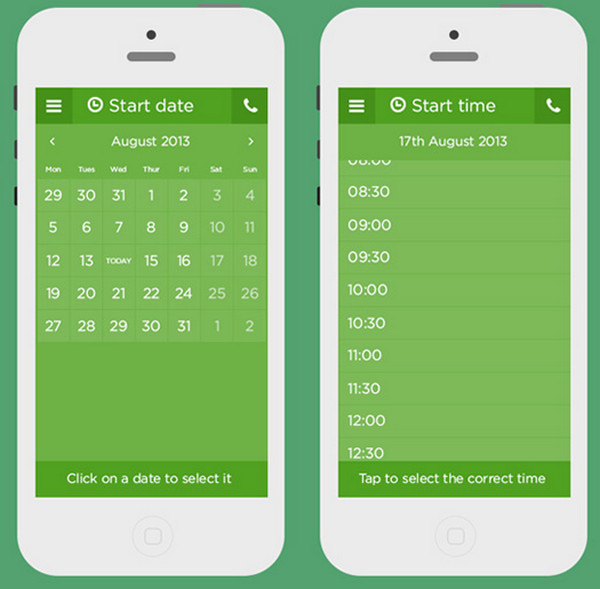 Start date
August 2013
Mon Tues Wed Thur Fri Sat Sun
29 30 31 1 2 3 4
5 6 7 8 9 10 11
12 13 TODAY 15 16 17 18
19 20 21 22 24 25 26
27 28 29 30 31 1 2
Click on a date to select it
Start time
17th August 2013
08:00
08:30
09:00
09:30
10:00
10:30
11:00
11:30
12:00
12:30
Tap to select the correct time